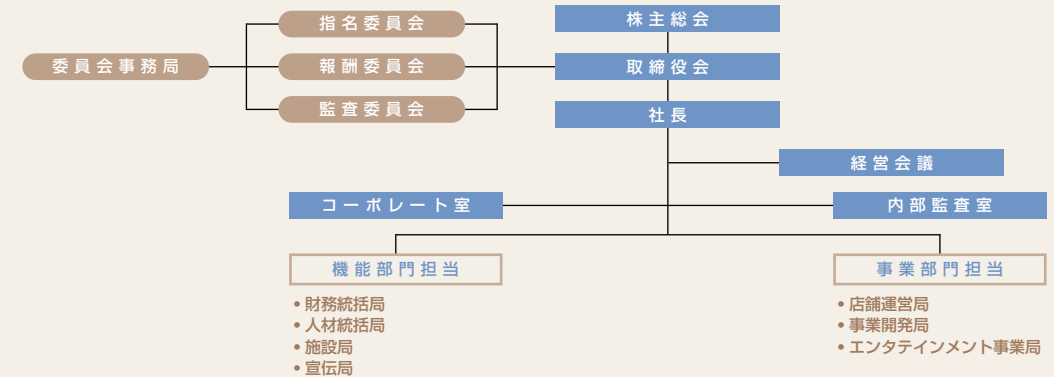 指名委員会
株主総会
委員会事務局
報酬委員会
取締役会
監査委員会
社長
経営会議
コーポレート室
内部監査室
機能部門担当
事業部門担当
•財務統括局
•人材統括局
•施設局
•宣伝局
•店舗運営局
•事業開発局
•エンタテインメント事業局